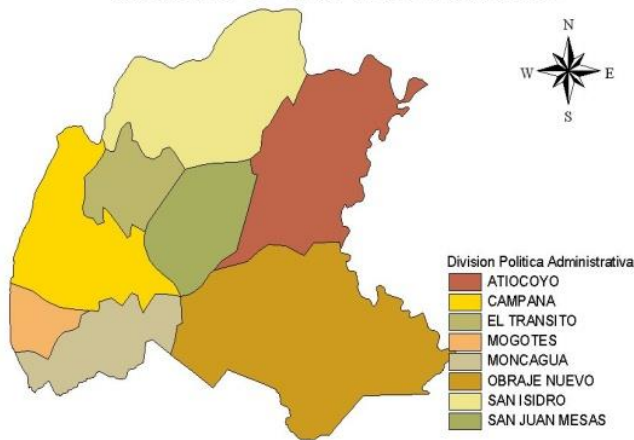 N
W E
S
Division Politica Administrativa
ATIOCOYO
CAMPANA
EL TRANSITO
MOGOTES
MONCAGUA
OBRAJE NUEVO
SAN ISIDRO
SAN JUAN MESAS